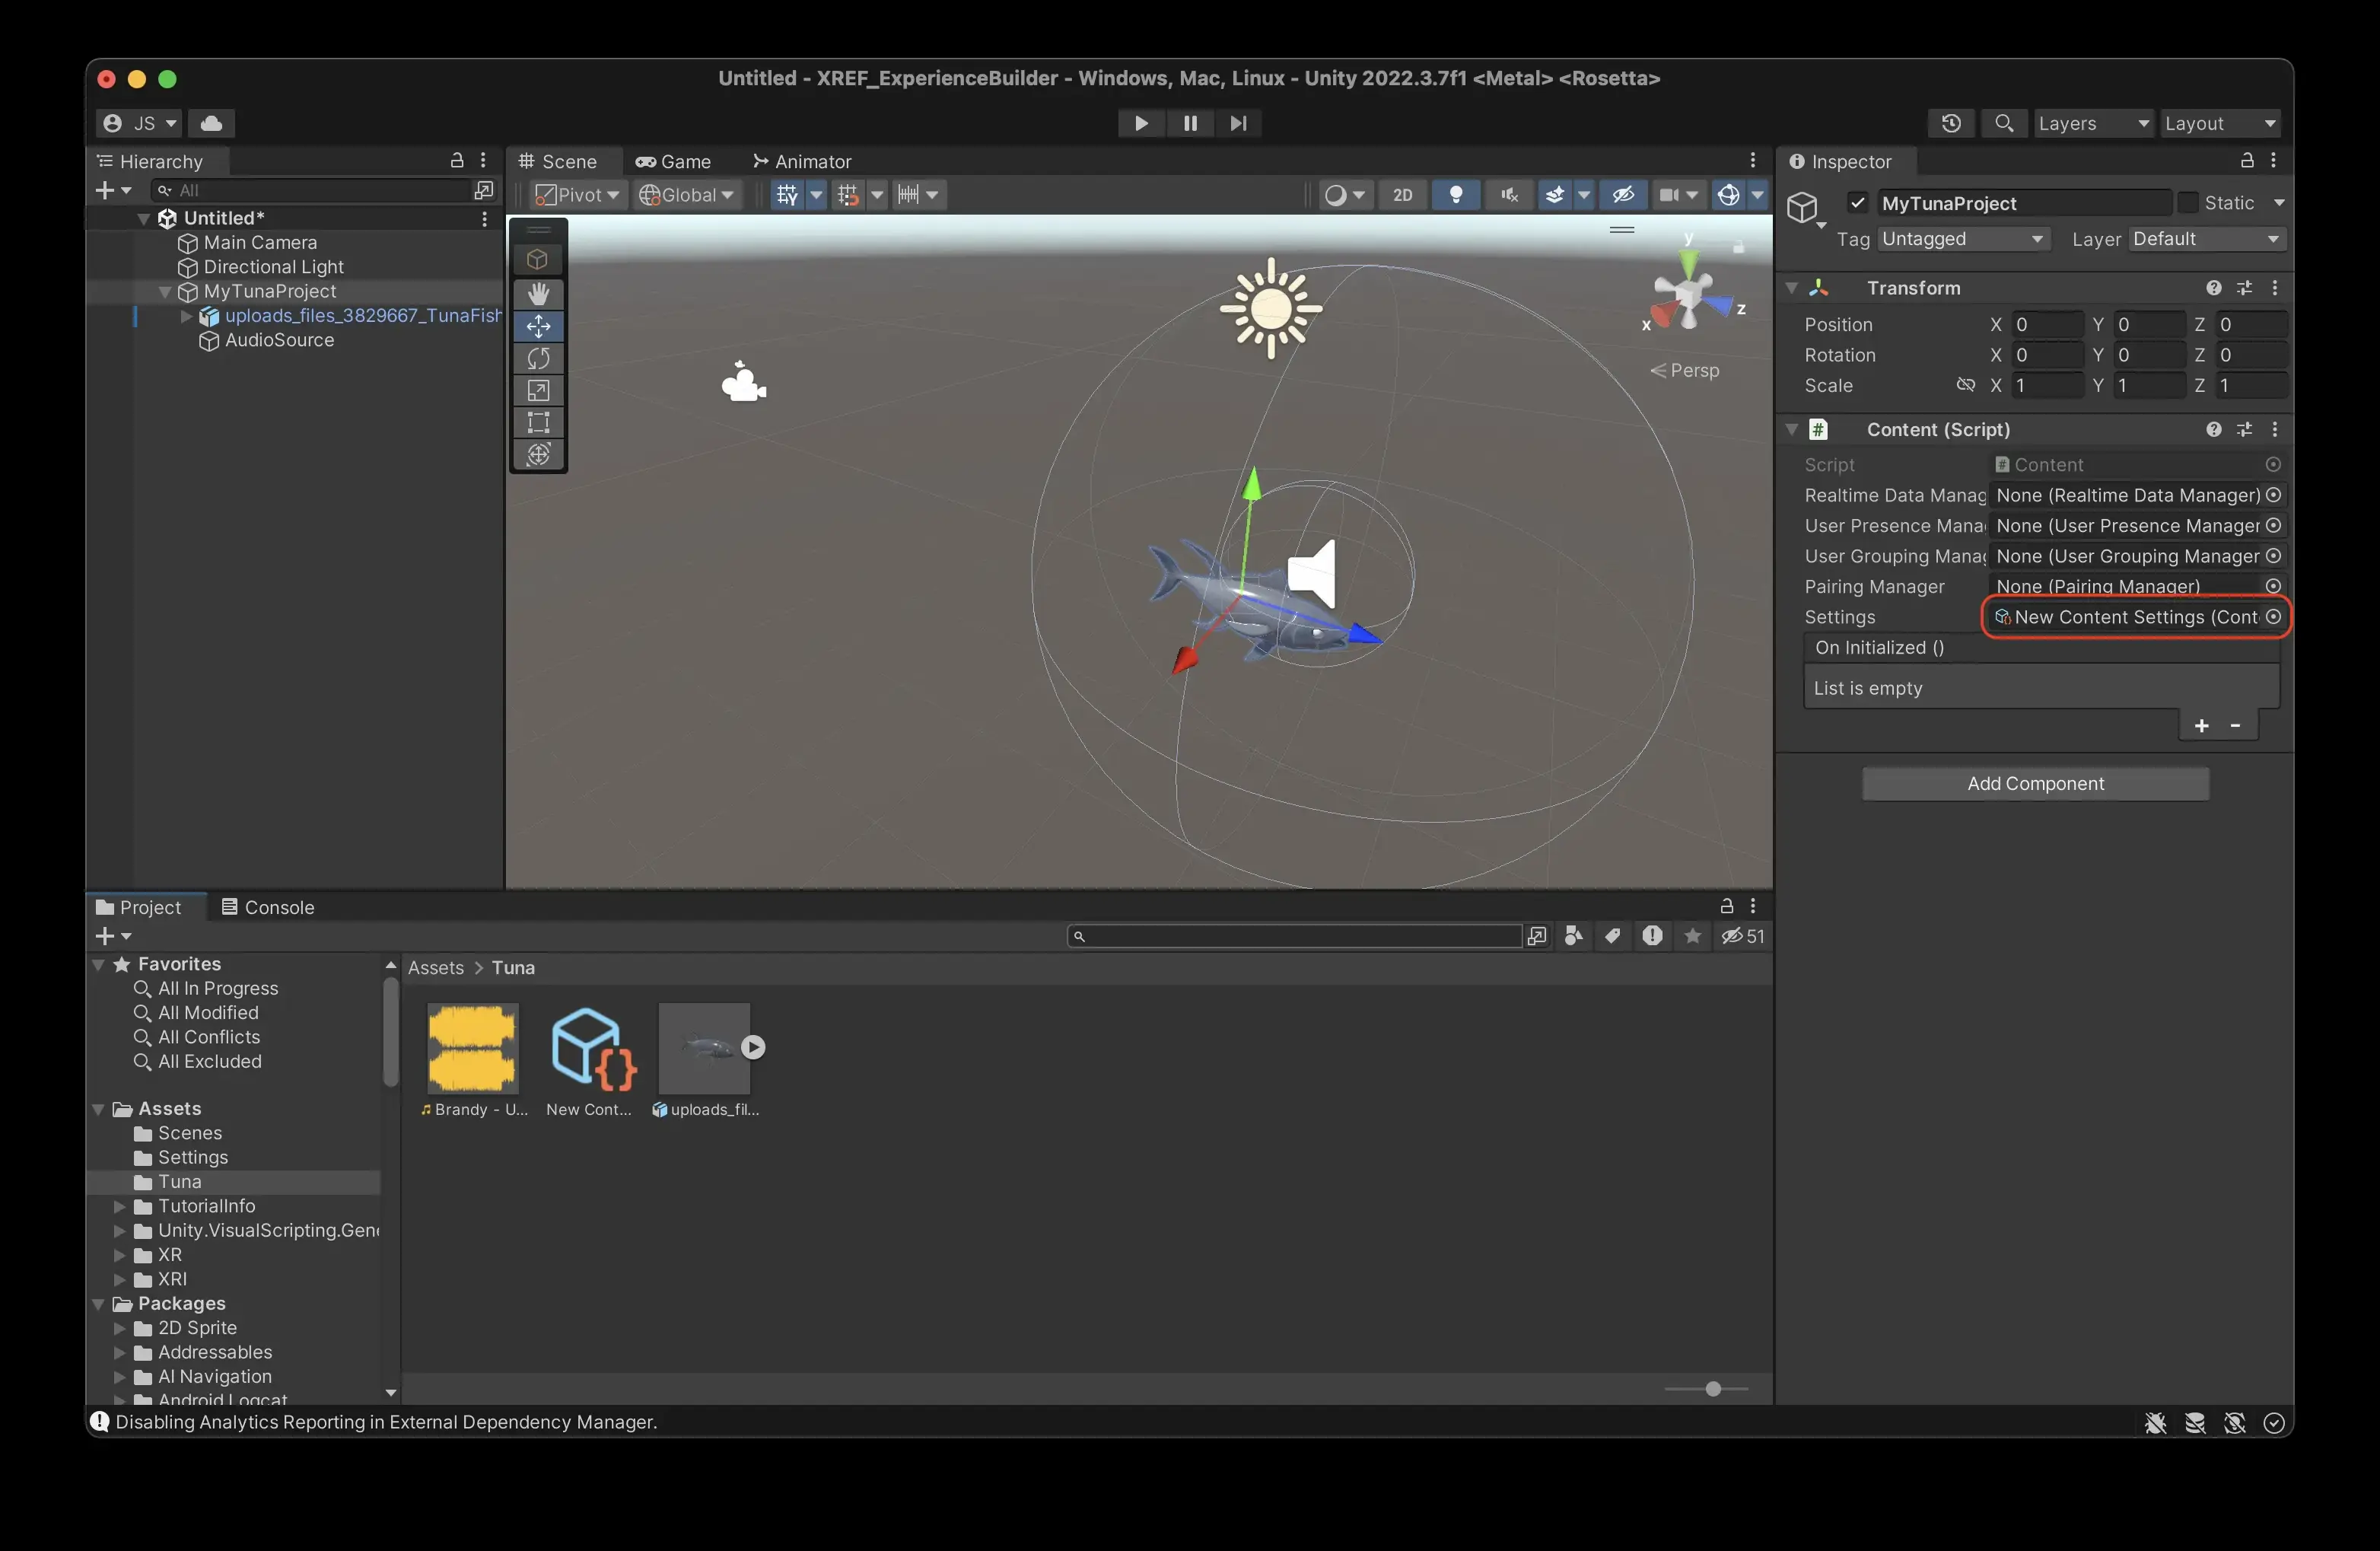 Untitled - XREF_ExperienceBuilder - Windows, Mac, Linux - Unity 2022.3.7f1 <Metal> <Rosetta>
JS
Layers
Layout
Hierarchy
All
Untitled*
Main Camera
Directional Light
MyTunaProject
uploads_files_3829667_TunaFish
AudioSource
Scene
Game
Animator
Pivot
Global
2D
y
x
z
Persp
Inspector
MyTunaProject
Static
Tag
Untagged
Layer
Default
Transform
Position X 0 Y 0 Z 0
Rotation X 0 Y 0 Z 0
Scale X 1 Y 1 Z 1
# Content (Script)
Script # Content
Realtime Data Manag None (Realtime Data Manager)
User Presence Mana None (User Presence Manager
User Grouping Manag None (User Grouping Manager
Pairing Manager None (Pairing Manager)
Settings New Content Settings (Cont
On Initialized ()
List is empty
+ -
Add Component
Project
Console
51
Favorites
All In Progress
All Modified
All Conflicts
All Excluded
Assets
Scenes
Settings
Tuna
TutorialInfo
Unity.VisualScripting.Gene
XR
XRI
Packages
2D Sprite
Addressables
AI Navigation
Android Logcat
Assets > Tuna
Brandy - U...
New Cont...
uploads_fil...
Disabling Analytics Reporting in External Dependency Manager.